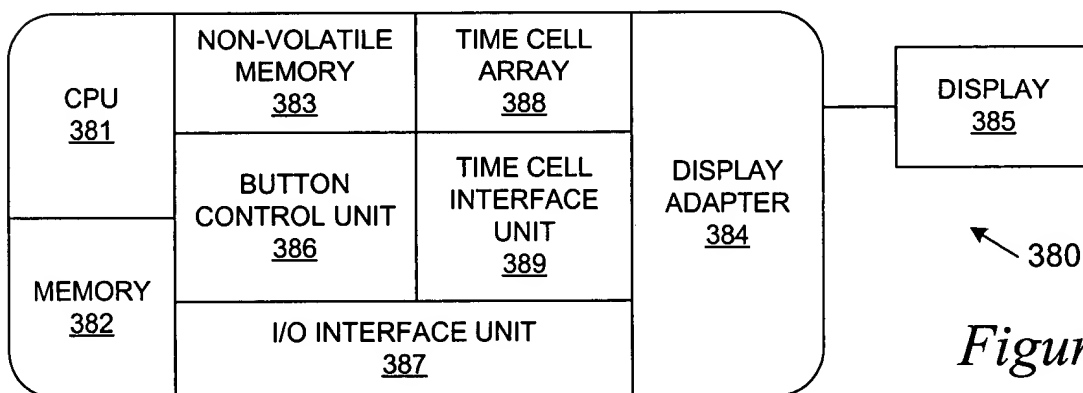 CPU
381
MEMORY
382
NON-VOLATILE
MEMORY
383
TIME CELL
ARRAY
388
BUTTON
CONTROL UNIT
386
TIME CELL
INTERFACE
UNIT
389
I/O INTERFACE UNIT
387
DISPLAY
ADAPTER
384
DISPLAY
385
380
Figur